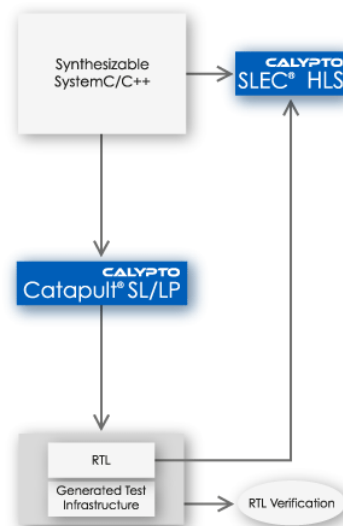 Synthesizable
SystemC/C++
CALYPTO
SLEC® HLS
CALYPTO
Catapult® SL/LP
RTL
Generated Test
Infrastructure
RTL Verification